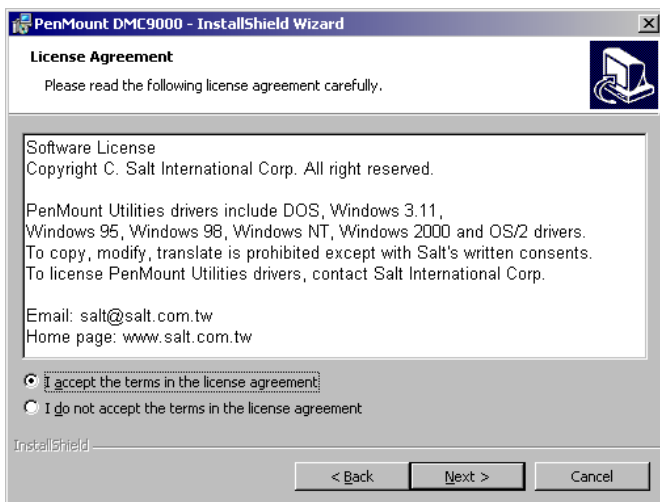 PenMount DMC9000 - InstallShield Wizard
License Agreement
Please read the following license agreement carefully.
Software License
Copyright C. Salt International Corp. All right reserved.
PenMount Utilities drivers include DOS, Windows 3.11,
Windows 95, Windows 98, Windows NT, Windows 2000 and OS/2 drivers.
To copy, modify, translate is prohibited except with Salt's written consents.
To license PenMount Utilities drivers, contact Salt International Corp.
Email: salt@salt.com.tw
Home page: www.salt.com.tw
I accept the terms in the license agreement
I do not accept the terms in the license agreement
InstallShield
< Back
Next >
Cancel